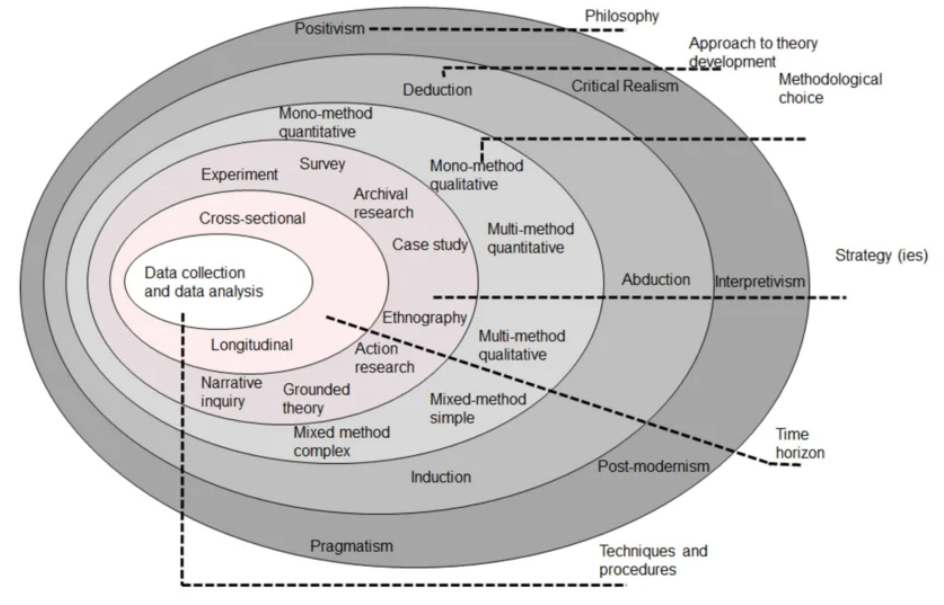 Philosophy
Positivism
Approach to theory
development
Methodological
choice
Deduction
Critical Realism
Mono-method
quantitative
Survey
Mono-method
qualitative
Experiment
Archival
research
Cross-sectional
Case study
Multi-method
quantitative
Strategy (ies)
Data collection
and data analysis
Abduction
Interpretivism
Ethnography
Longitudinal
Action
research
Multi-method
qualitative
Narrative
inquiry
Grounded
theory
Mixed-method
simple
Mixed method
complex
Time
horizon
Induction
Post-modernism
Pragmatism
Techniques and
procedures